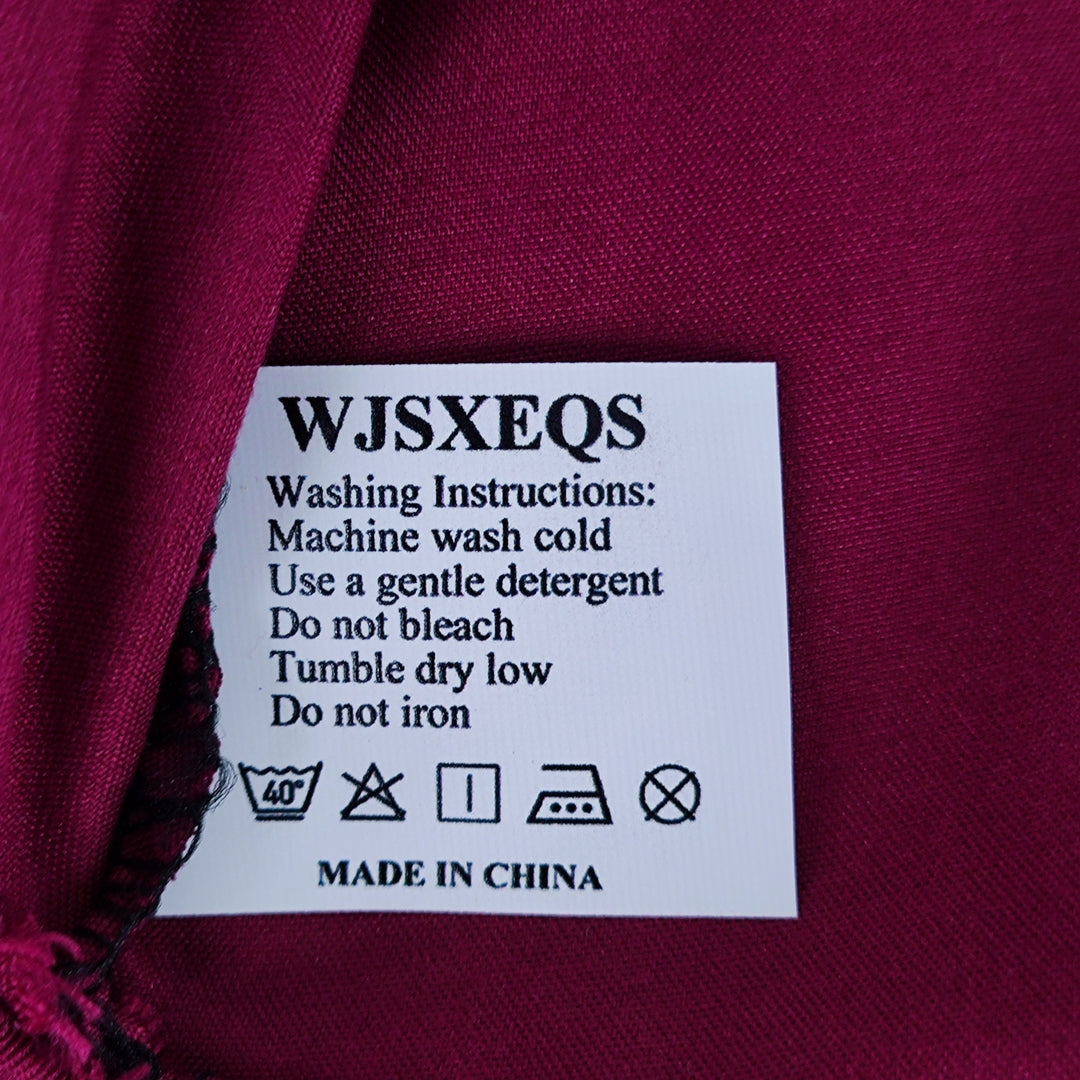 WJSXEQS
Washing Instructions:
Machine wash cold
Use a gentle detergent
Do not bleach
Tumble dry low
Do not iron
40°
MADE IN CHINA